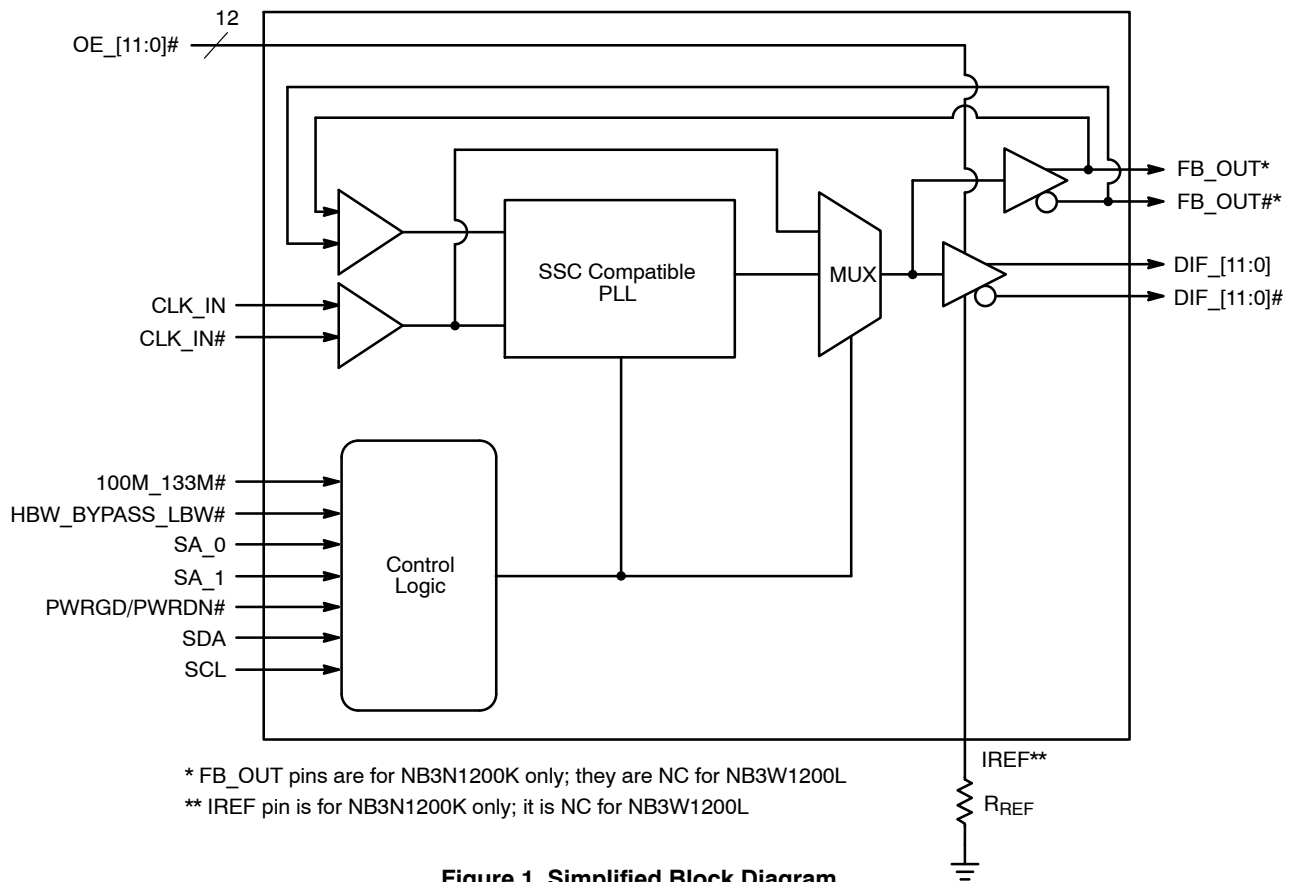 12
OE_[11:0]#
FB_OUT*
FB_OUT#*
SSC Compatible
PLL
MUX
DIF_[11:0]
DIF_[11:0]#
CLK_IN
CLK_IN#
100M_133M#
HBW_BYPASS_LBW#
SA_0
SA_1
PWRGD/PWRDN#
SDA
SCL
Control
Logic
IREF**
RREF
* FB_OUT pins are for NB3N1200K only; they are NC for NB3W1200L
** IREF pin is for NB3N1200K only; it is NC for NB3W1200L
Figure 1. Simplified Block Diagram